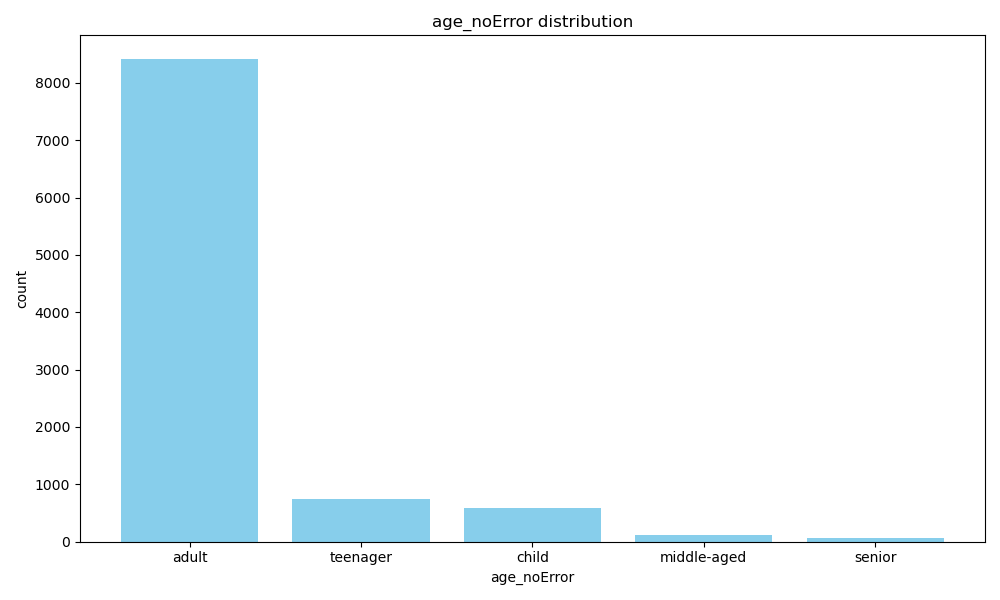 age_noError distribution
8000
7000
6000
5000
4000
3000
2000
1000
0
count
adult teenager child middle-aged senior
age_noError